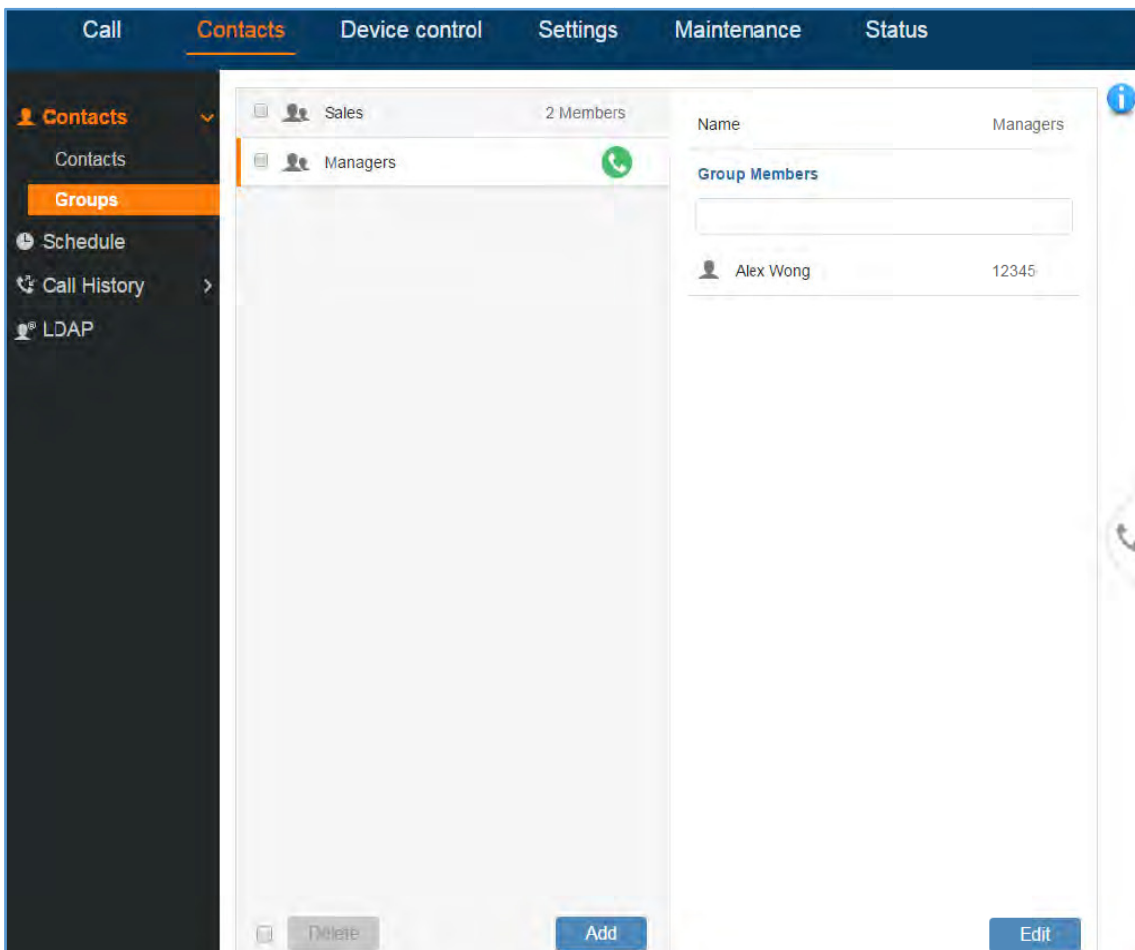 Call Contacts Device control Settings Maintenance Status
Contacts
Contacts
Groups
Schedule
Call History
LDAP
Sales 2 Members
Managers
Name Managers
Group Members
Alex Wong 12345
Delete Add
Edit